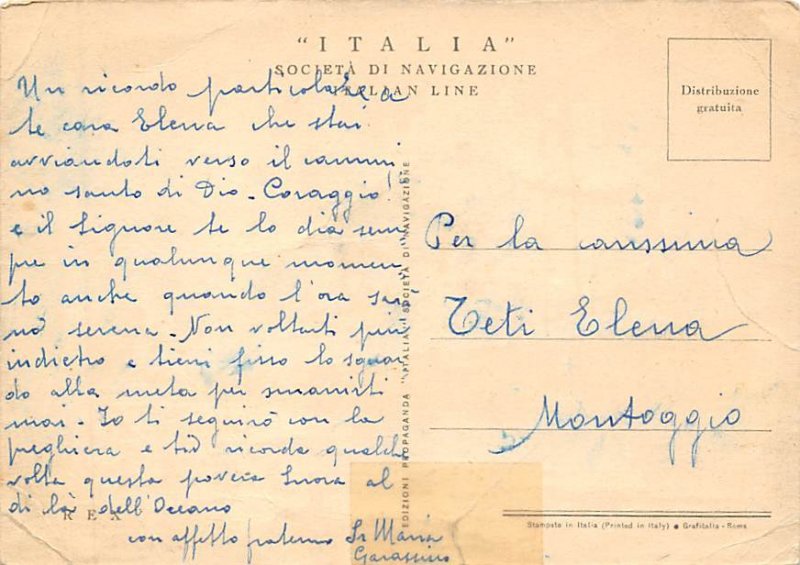 "ITALIA"
SOCIETÀ DI NAVIGAZIONE
ITALIAN LINE
Distribuzione
gratuita
Un ricordo particolare a
te cara Elena che stai
avviandoti verso il cammi
no santo di Dio. Coraggio!
e il Signore te lo dia sem
pre in qualunque momen
to anche quando l'ora sa
no serena. Non voltarti più
indietro e tieni fisso lo sguar
do alla meta per smarrirti
mai. Io ti seguirò con la
preghiera e tu ricorda qualche
volta questa povera Suora al
di là dell'Oceano
con affetto fraterno Sr Maria
Garassino
REX
EDIZIONI PROPAGANDA "ITALIA" SOCIETÀ DI NAVIGAZIONE
Per la carissima
Teti Elena
Montoggio
Stampato in Italia (Printed in Italy) ● Grafitalia - Roma